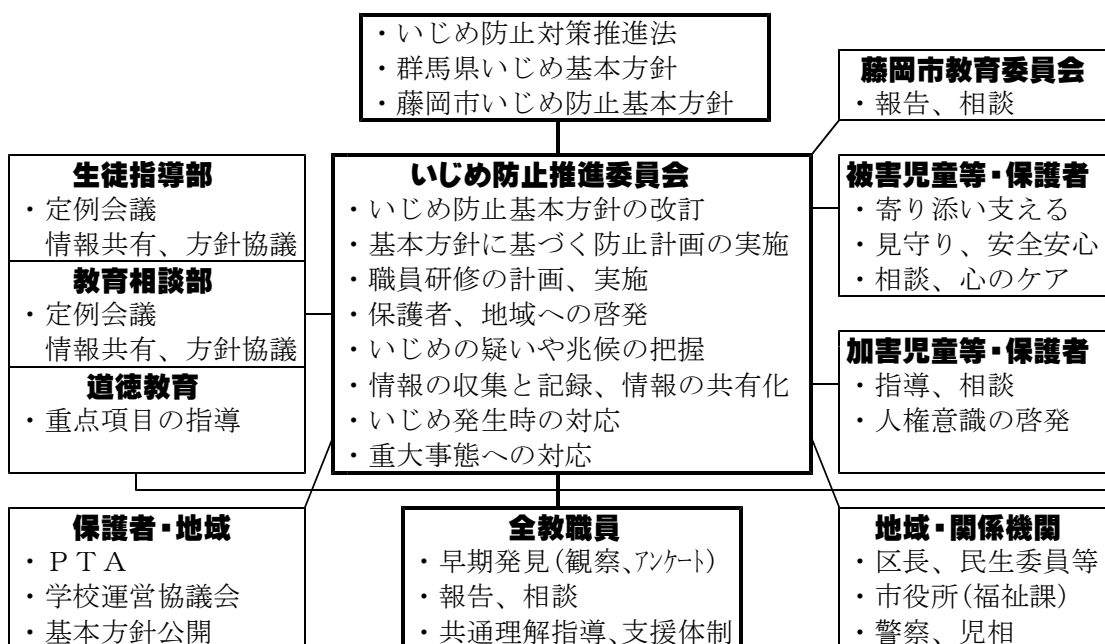 ・いじめ防止対策推進法
・群馬県いじめ基本方針
・藤岡市いじめ防止基本方針
藤岡市教育委員会
・報告、相談
生徒指導部
・定例会議
情報共有、方針協議
教育相談部
・定例会議
情報共有、方針協議
道徳教育
・重点項目の指導
いじめ防止推進委員会
・いじめ防止基本方針の改訂
・基本方針に基づく防止計画の実施
・職員研修の計画、実施
・保護者、地域への啓発
・いじめの疑いや兆候の把握
・情報の収集と記録、情報の共有化
・いじめ発生時の対応
・重大事態への対応
被害児童等・保護者
・寄り添い支える
・見守り、安全安心
・相談、心のケア
加害児童等・保護者
・指導、相談
・人権意識の啓発
保護者・地域
・ＰＴＡ
・学校運営協議会
・基本方針公開
全教職員
・早期発見(観察、ｱﾝｹｰﾄ)
・報告、相談
・共通理解指導、支援体制
地域・関係機関
・区長、民生委員等
・市役所(福祉課)
・警察、児相